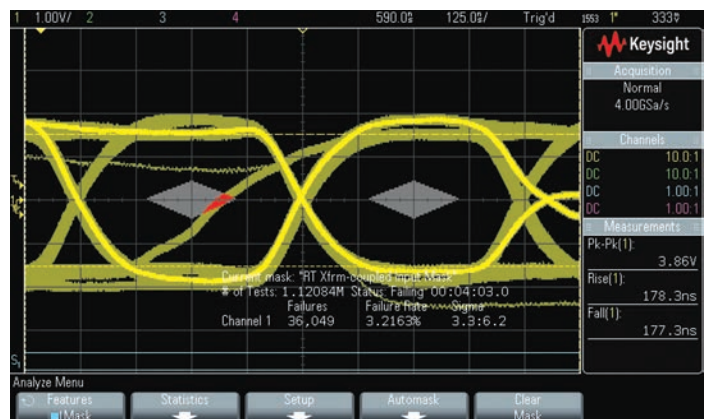 1 1.00V/ 2 3 4 590.0ns 125.0ns/ Trig'd 1553 1 333
Keysight
Acquisition
Normal
4.00GSa/s
Channels
DC 10.0:1
DC 10.0:1
DC 1.00:1
DC 1.00:1
Measurements
Pk-Pk(1):
3.86V
Rise(1):
178.3ns
Fall(1):
177.3ns
Current mask: "RT Xfrm-coupled Input Mask"
# of Tests: 1.12084M Status: Failing 00:04:03.0
Failures Failure Rate Sigma
Channel 1 36,049 3.2163% 3.3:6.2
S1
Analyze Menu
Features Statistics Setup Automask Clear
Mask Mask